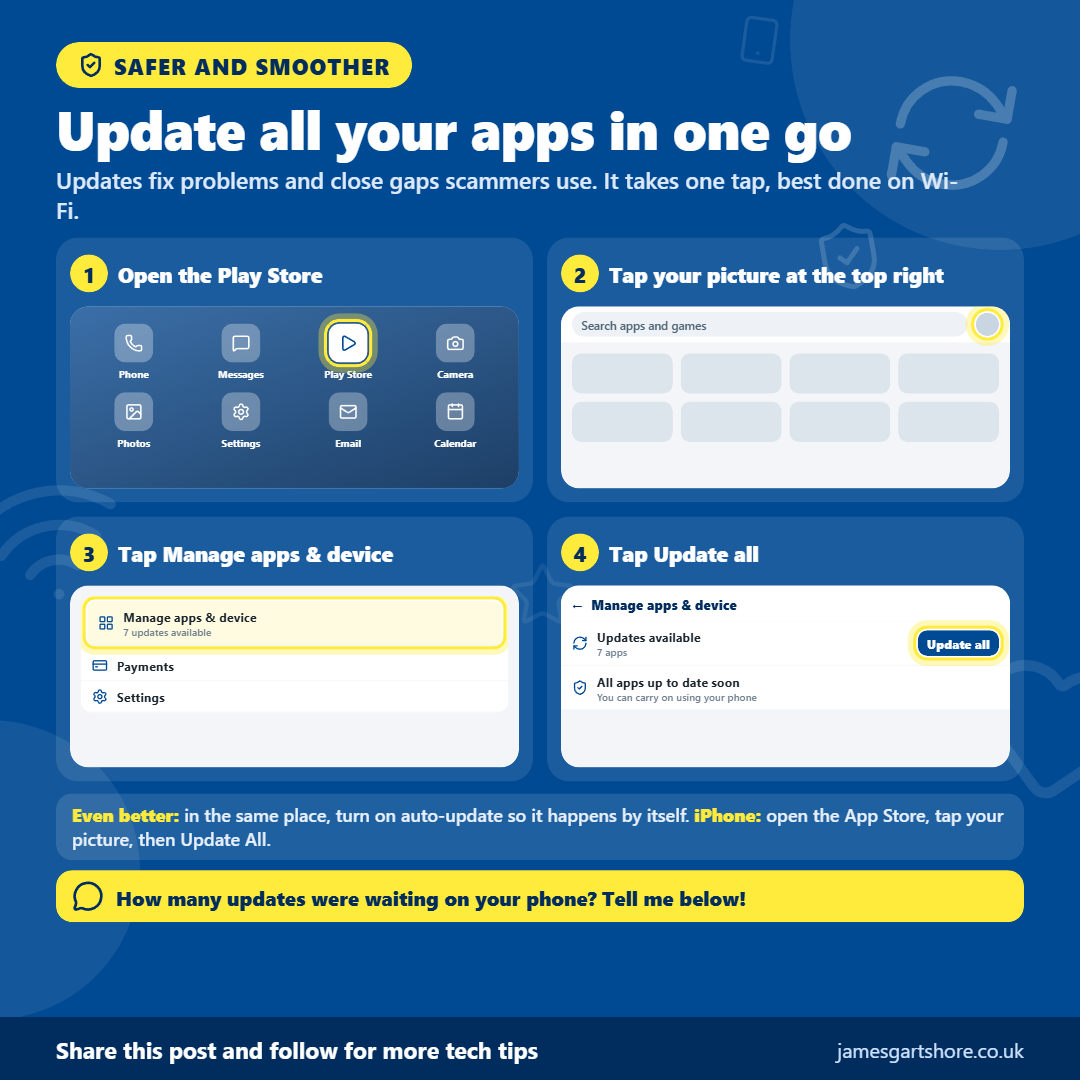 SAFER AND SMOOTHER
Update all your apps in one go
Updates fix problems and close gaps scammers use. It takes one tap, best done on Wi-
Fi.
1 Open the Play Store
Phone Messages Play Store Camera
Photos Settings Email Calendar
2 Tap your picture at the top right
Search apps and games
3 Tap Manage apps & device
Manage apps & device
7 updates available
Payments
Settings
4 Tap Update all
← Manage apps & device
Updates available
7 apps
Update all
All apps up to date soon
You can carry on using your phone
Even better: in the same place, turn on auto-update so it happens by itself. iPhone: open the App Store, tap your
picture, then Update All.
How many updates were waiting on your phone? Tell me below!
Share this post and follow for more tech tips
jamesgartshore.co.uk